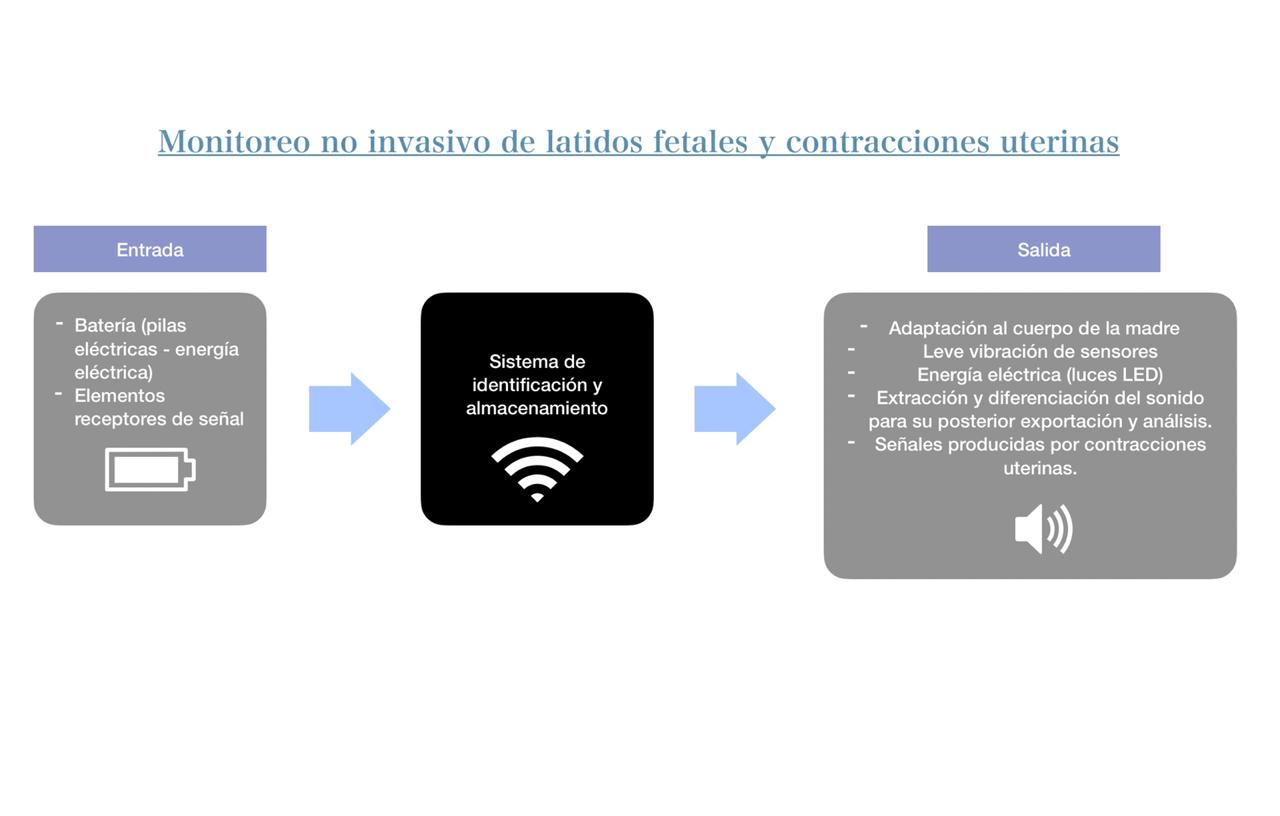 Monitoreo no invasivo de latidos fetales y contracciones uterinas
Entrada
- Batería (pilas
eléctricas - energía
eléctrica)
- Elementos
receptores de señal
Sistema de
identificación y
almacenamiento
Salida
- Adaptación al cuerpo de la madre
- Leve vibración de sensores
- Energía eléctrica (luces LED)
- Extracción y diferenciación del sonido
para su posterior exportación y análisis.
- Señales producidas por contracciones
uterinas.